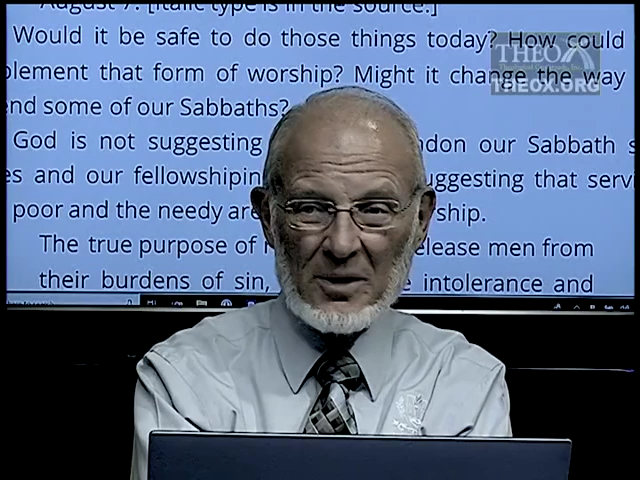 August 7. [Italic type is in the source.]
Would it be safe to do those things today? How could
plement that form of worship? Might it change the way
end some of our Sabbaths?
God is not suggesting ndon our Sabbath s
es and our fellowshipin uggesting that servi
poor and the needy are rship.
The true purpose of elease men from
their burdens of sin, e intolerance and
THEOX
THEOX.ORG